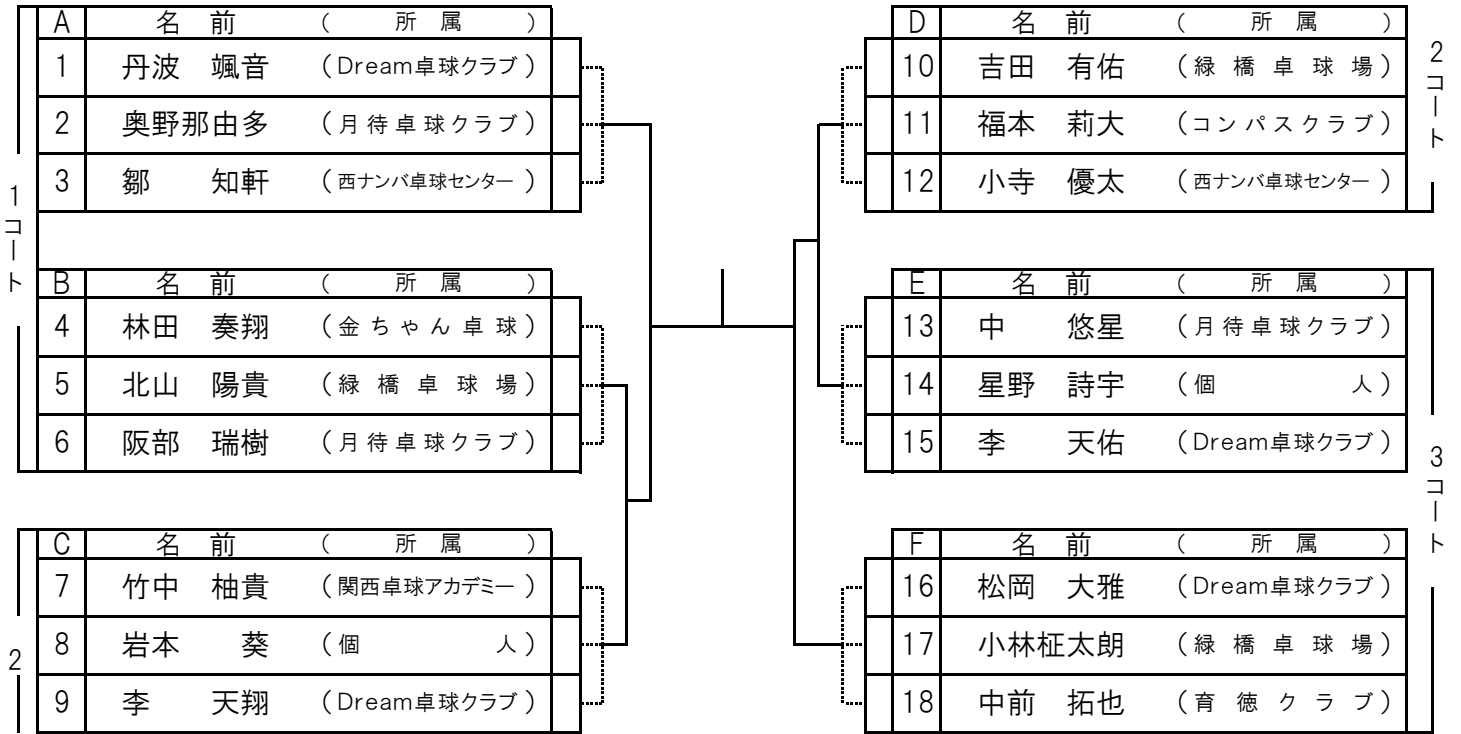 1コート
A 名前 (所属)
1 丹波 颯音 (Dream卓球クラブ)
2 奥野那由多 (月待卓球クラブ)
3 鄒 知軒 (西ナンバ卓球センター)
B 名前 (所属)
4 林田 奏翔 (金ちゃん卓球)
5 北山 陽貴 (緑橋卓球場)
6 阪部 瑞樹 (月待卓球クラブ)
2
C 名前 (所属)
7 竹中 柚貴 (関西卓球アカデミー)
8 岩本 葵 (個人)
9 李 天翔 (Dream卓球クラブ)
D 名前 (所属)
10 吉田 有佑 (緑橋卓球場)
11 福本 莉大 (コンパスクラブ)
12 小寺 優太 (西ナンバ卓球センター)
2コート
E 名前 (所属)
13 中 悠星 (月待卓球クラブ)
14 星野 詩宇 (個人)
15 李 天佑 (Dream卓球クラブ)
3コート
F 名前 (所属)
16 松岡 大雅 (Dream卓球クラブ)
17 小林柾太朗 (緑橋卓球場)
18 中前 拓也 (育徳クラブ)